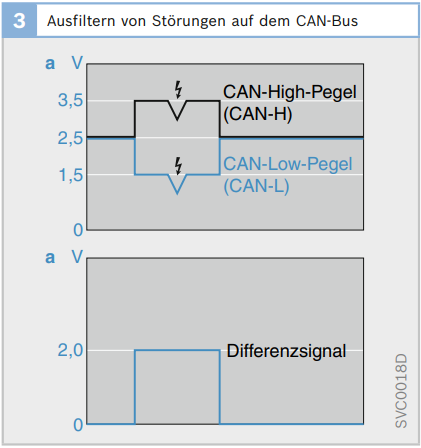 3 Ausfiltern von Störungen auf dem CAN-Bus
a V
3,5
CAN-High-Pegel
(CAN-H)
2,5
CAN-Low-Pegel
1,5
(CAN-L)
0
a V
2,0
Differenzsignal
0
SVC0018D